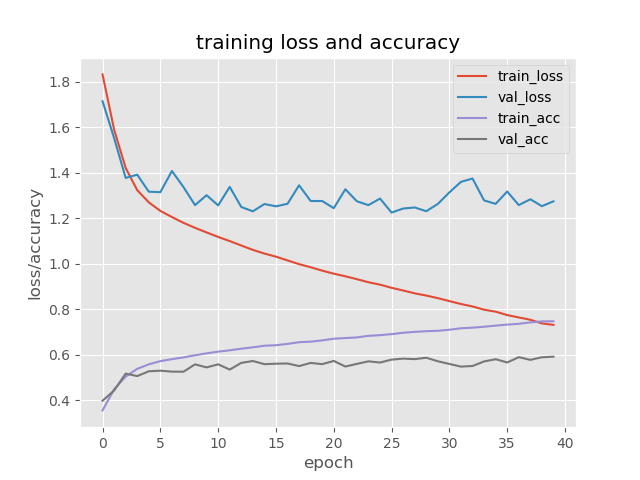 training loss and accuracy
train_loss
val_loss
train_acc
val_acc
loss/accuracy
1.8
1.6
1.4
1.2
1.0
0.8
0.6
0.4
0 5 10 15 20 25 30 35 40
epoch